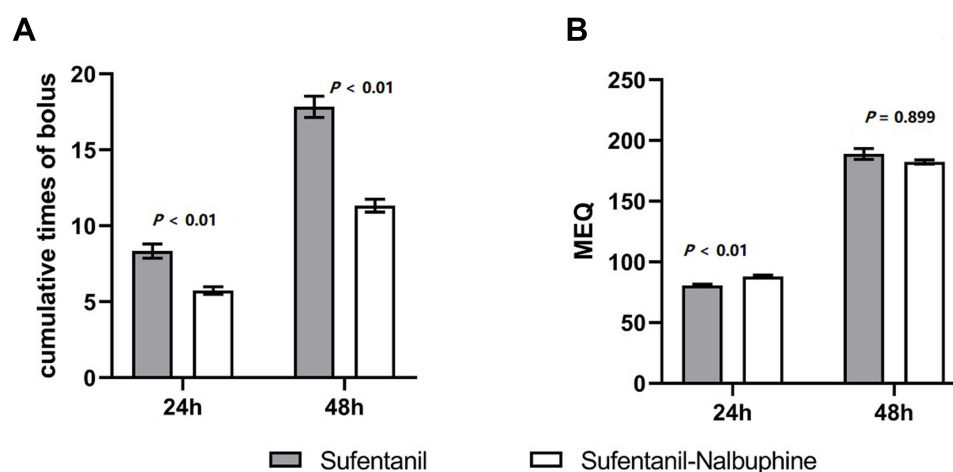 A
cumulative times of bolus
20
15
10
5
0
P < 0.01
P < 0.01
24h
48h
B
MEQ
250
200
150
100
50
0
P < 0.01
P = 0.899
24h
48h
Sufentanil
Sufentanil-Nalbuphine